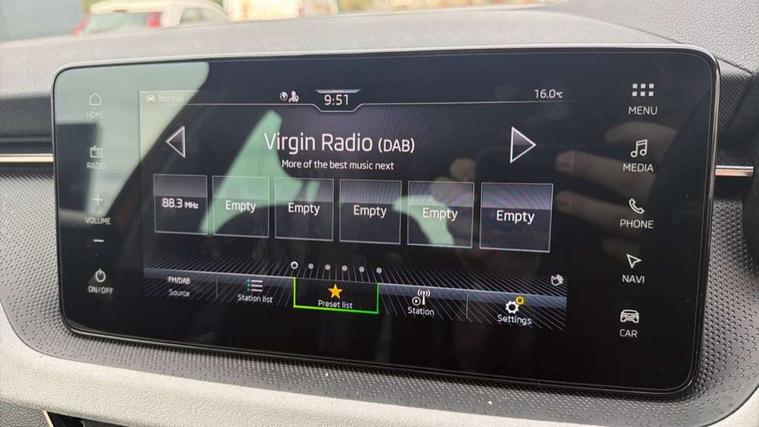 Normal
9:51
16.0°C
HOME
RADIO
VOLUME
ON/OFF
MENU
MEDIA
PHONE
NAVI
CAR
Virgin Radio (DAB)
More of the best music next
88.3 MHz
Empty
Empty
Empty
Empty
Empty
FM/DAB
Source
Station list
Preset list
Station
Settings